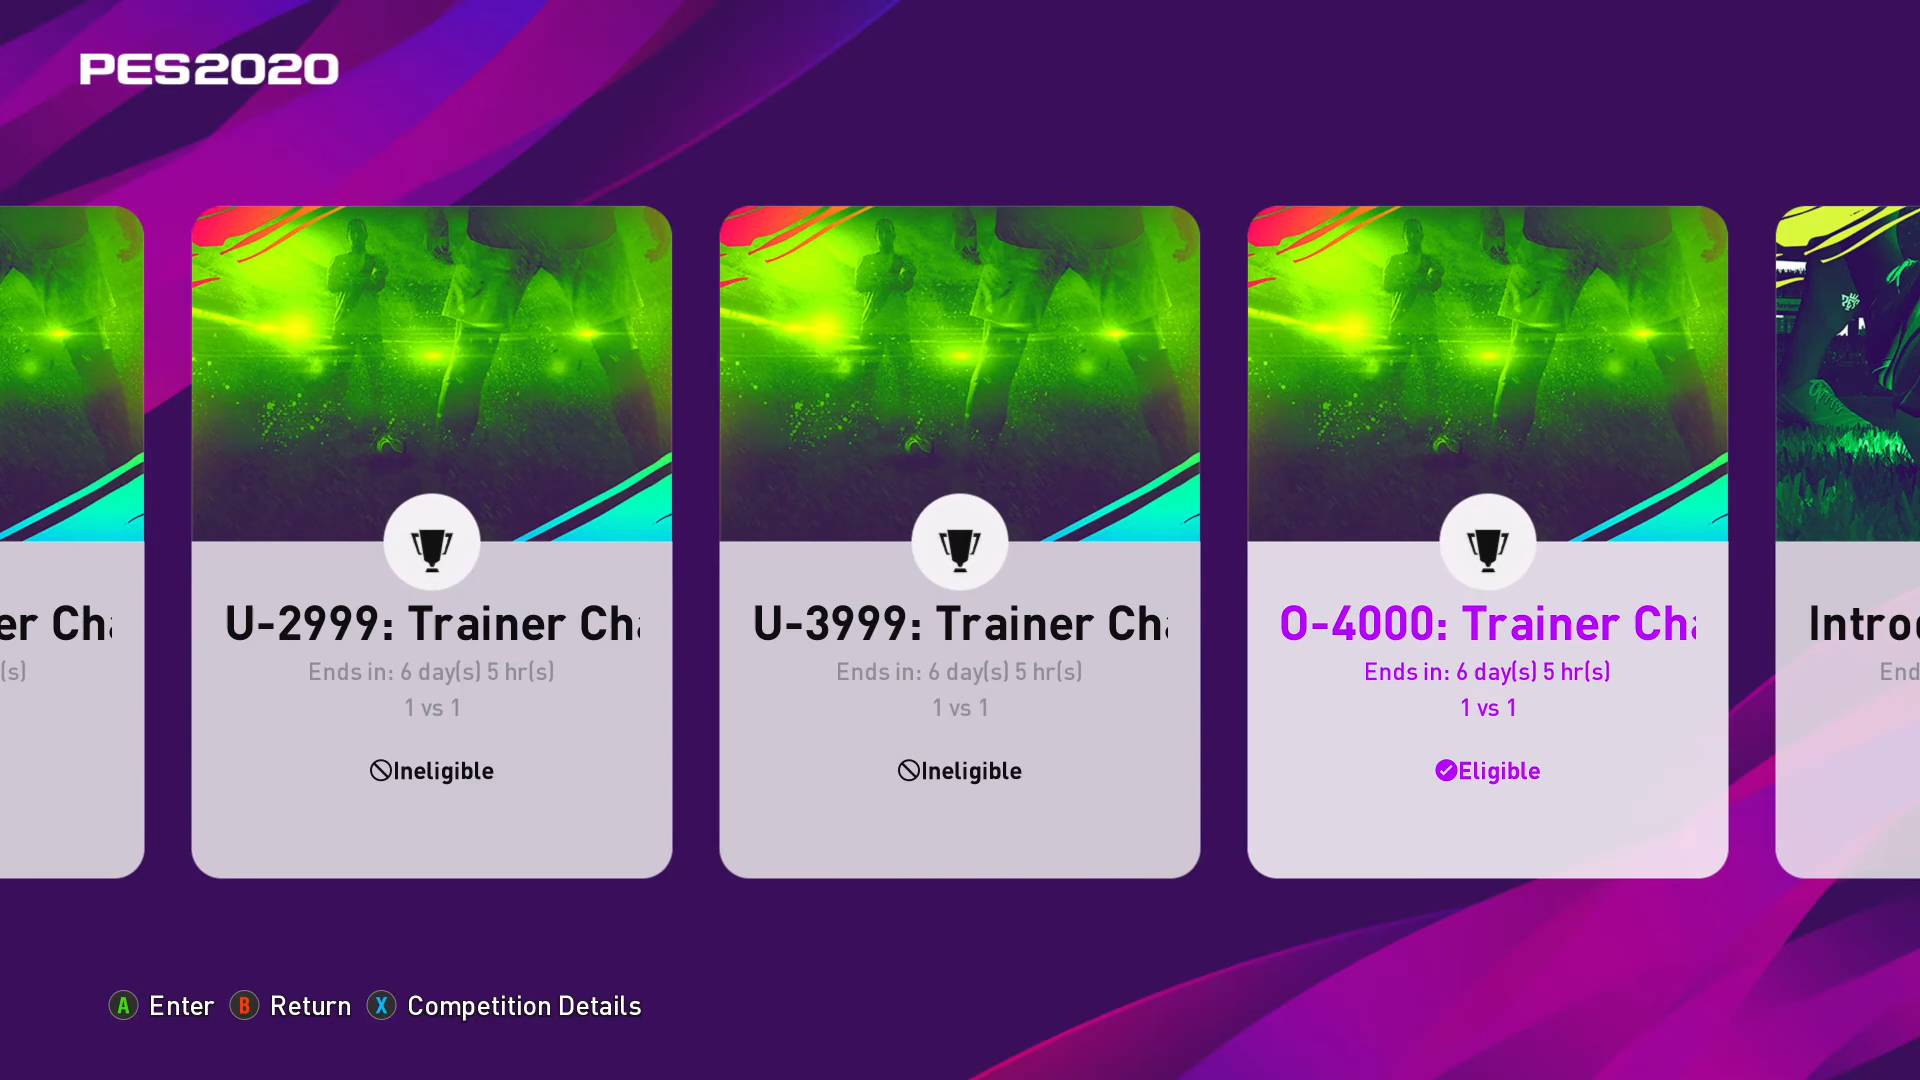 PES2020
er Ch
U-2999: Trainer Ch
U-3999: Trainer Ch
O-4000: Trainer Ch
Intro
(s)
Ends in: 6 day(s) 5 hr(s)
Ends in: 6 day(s) 5 hr(s)
Ends in: 6 day(s) 5 hr(s)
End
1 vs 1
1 vs 1
1 vs 1
Ineligible
Ineligible
Eligible
A Enter B Return X Competition Details